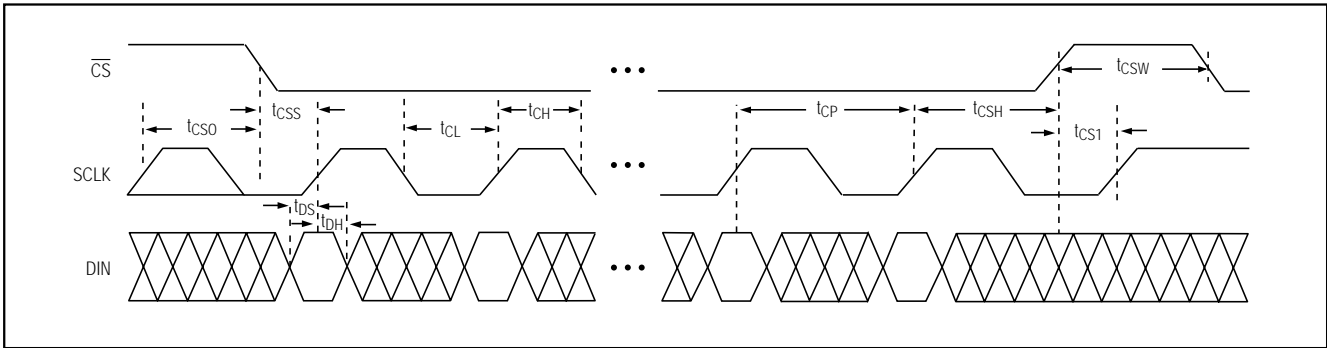 CS
tCSW
tCSS
tCH
tCP
tCSH
tCSO
tCL
tCS1
SCLK
tDS
tDH
DIN